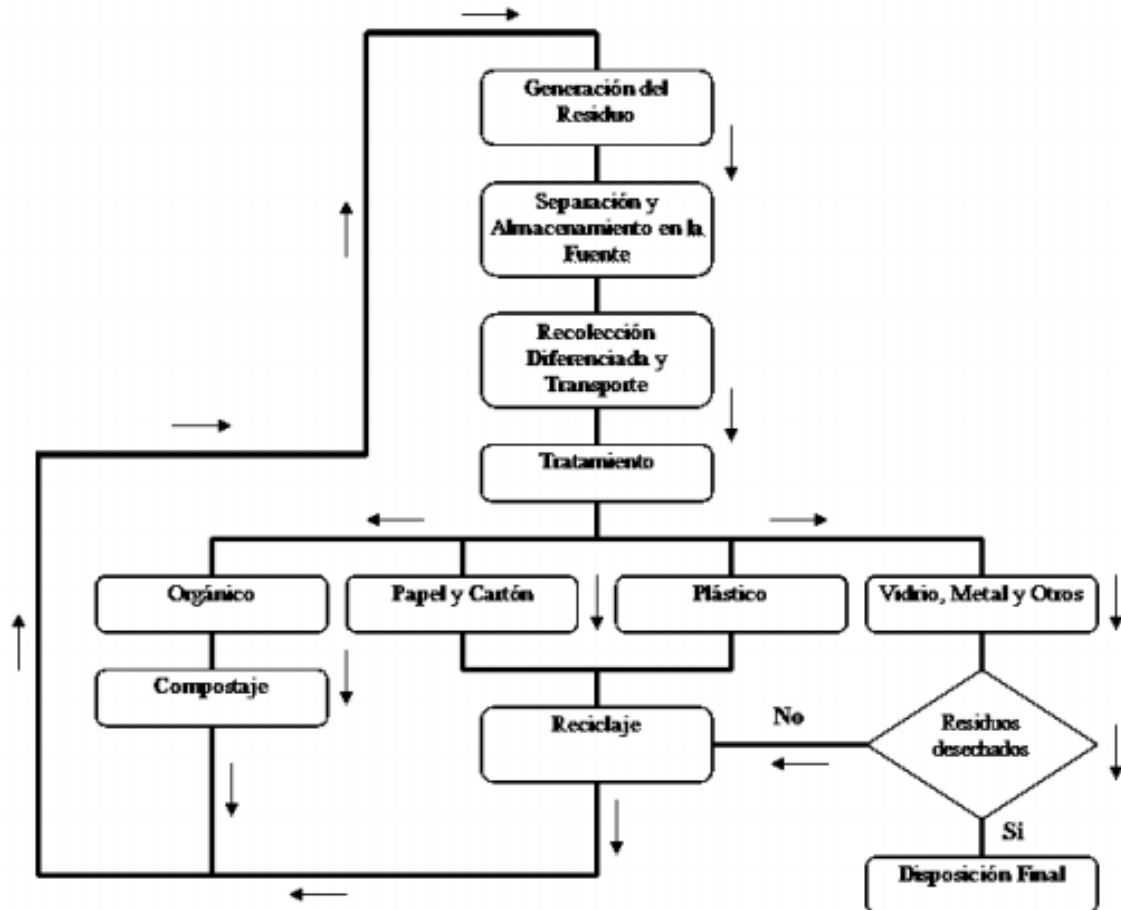 Generación del
Residuo
Separación y
Almacenamiento en la
Fuente
Recolección
Diferenciada y
Transporte
Tratamiento
Orgánico
Papel y Cartón
Plástico
Vidrio, Metal y Otros
Compostaje
Reciclaje
No
Residuos
desechados
Si
Disposición Final